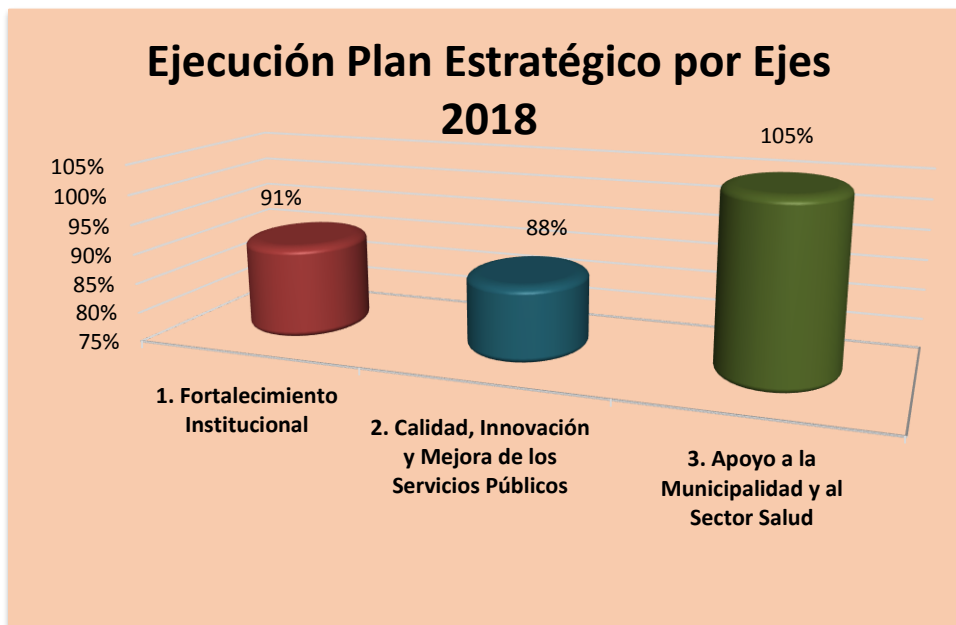 Ejecución Plan Estratégico por Ejes
2018
105%
100%
95%
90%
85%
80%
75%
91%
88%
105%
1. Fortalecimiento
Institucional
2. Calidad, Innovación
y Mejora de los
Servicios Públicos
3. Apoyo a la
Municipalidad y al
Sector Salud